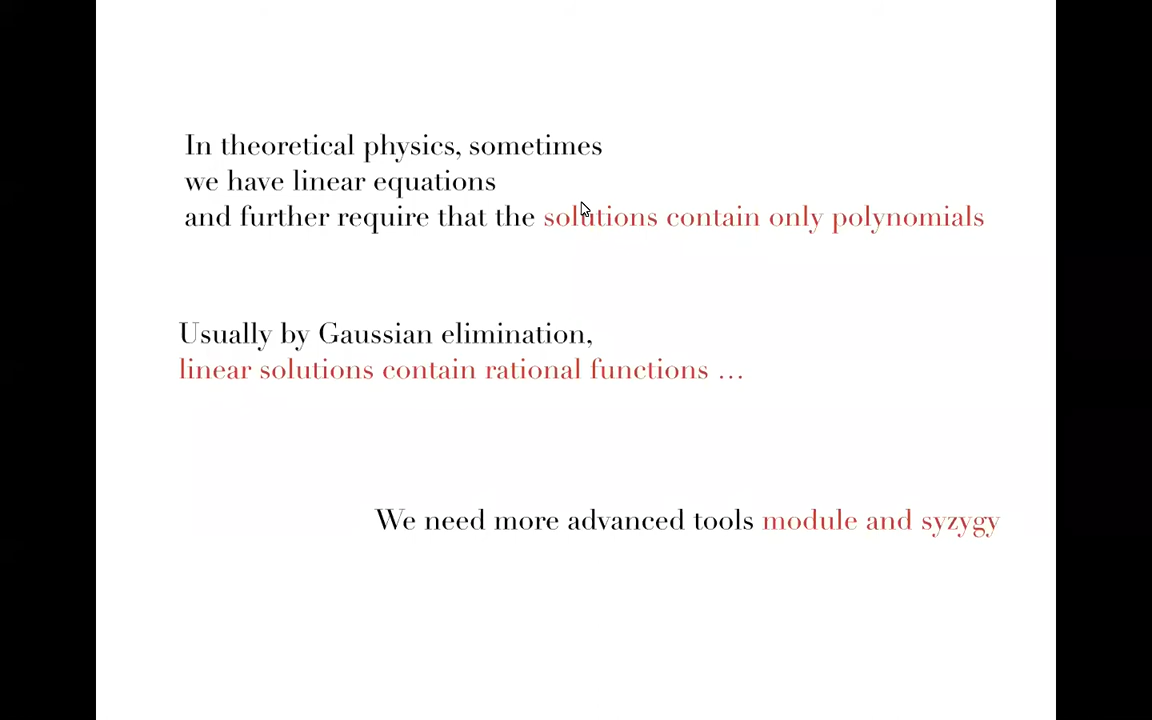 In theoretical physics, sometimes
we have linear equations
and further require that the solutions contain only polynomials
Usually by Gaussian elimination,
linear solutions contain rational functions …
We need more advanced tools module and syzygy